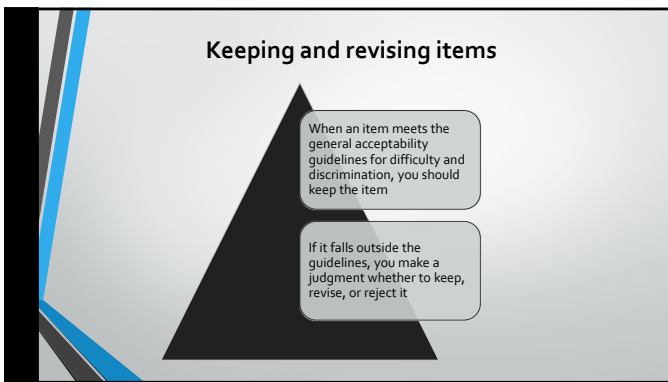 Keeping and revising items
When an item meets the
general acceptability
guidelines for difficulty and
discrimination, you should
keep the item
If it falls outside the
guidelines, you make a
judgment whether to keep,
revise, or reject it